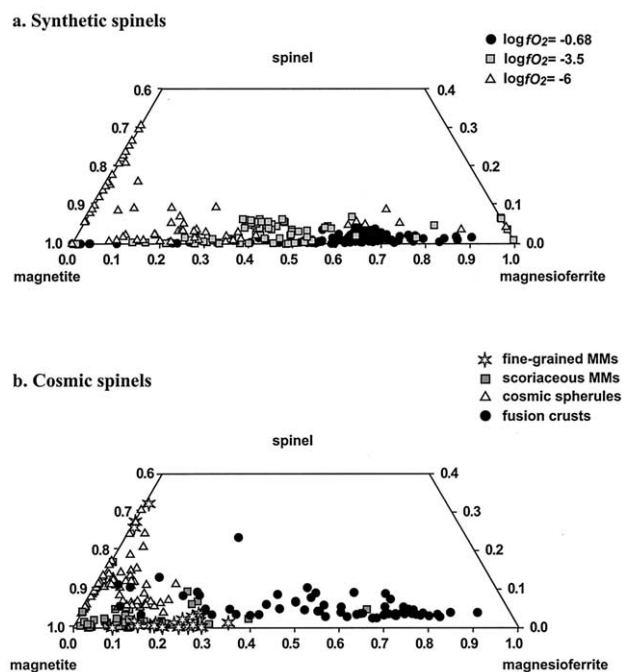 a. Synthetic spinels
logfO2= -0.68
logfO2= -3.5
logfO2= -6
spinel
0.6
0.4
0.7
0.3
0.8
0.2
0.9
0.1
1.0
0.0
0.0
0.1
0.2
0.3
0.4
0.5
0.6
0.7
0.8
0.9
1.0
magnetite
magnesioferrite
b. Cosmic spinels
fine-grained MMs
scoriaceous MMs
cosmic spherules
fusion crusts
spinel
0.6
0.4
0.7
0.3
0.8
0.2
0.9
0.1
1.0
0.0
0.0
0.1
0.2
0.3
0.4
0.5
0.6
0.7
0.8
0.9
1.0
magnetite
magnesioferrite